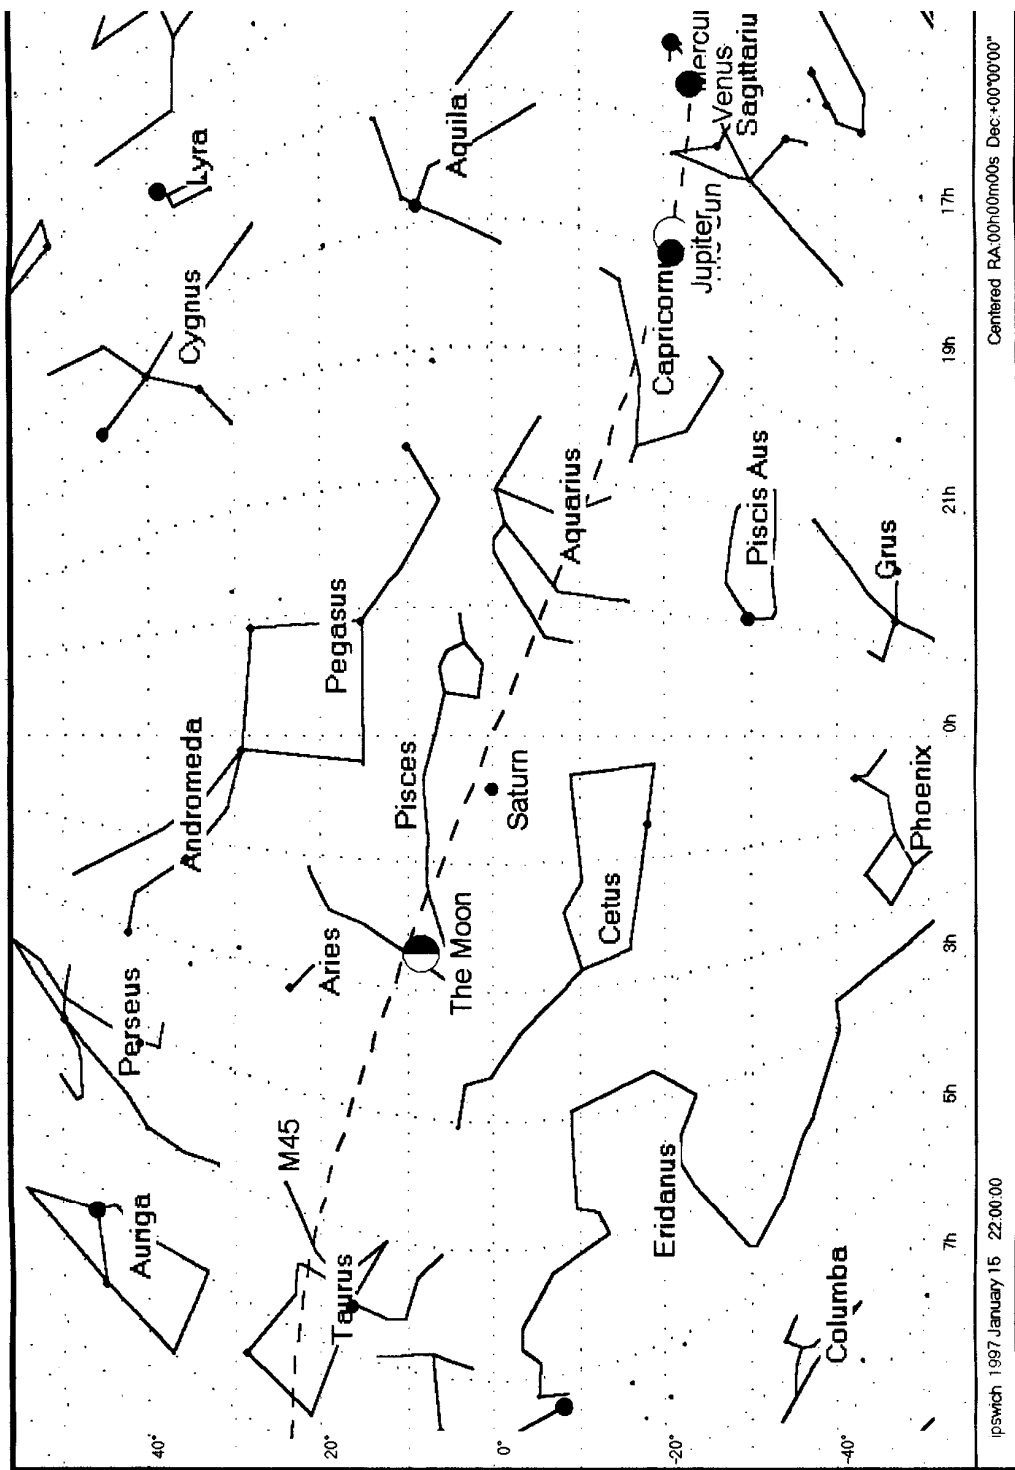 Perseus
Auriga
40°
Andromeda
Cygnus
Lyra
M45
20°
Taurus
Aries
Pegasus
Pisces
The Moon
Aquila
0°
Saturn
Aquarius
Cetus
Eridanus
-20°
Capricorn
Jupiter
Mercu
Venus
Sagittariu
Piscis Aus
-40°
Columba
Phoenix
Grus
7h
5h
3h
0h
21h
19h
17h
Ipswich 1997 January 15 22:00:00
Centered RA:00h00m00s Dec:+00°00'00"